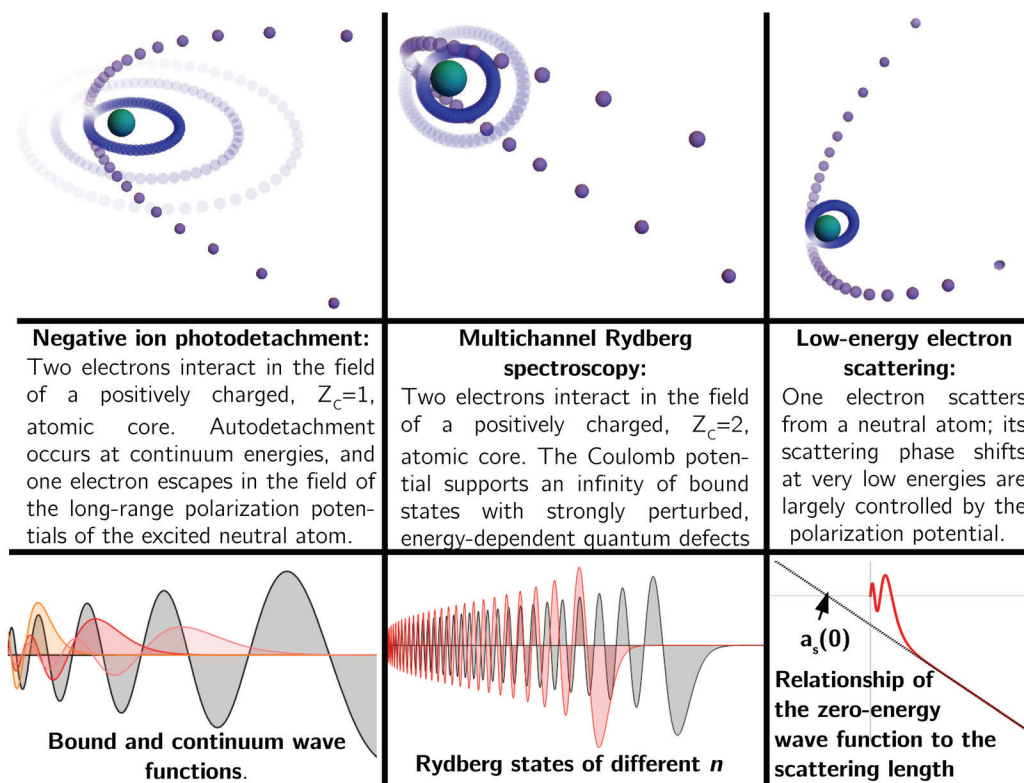 Negative ion photodetachment:
Two electrons interact in the field
of a positively charged, Z_C=1,
atomic core. Autodetachment
occurs at continuum energies, and
one electron escapes in the field of
the long-range polarization poten-
tials of the excited neutral atom.
Multichannel Rydberg
spectroscopy:
Two electrons interact in the field
of a positively charged, Z_C=2,
atomic core. The Coulomb poten-
tial supports an infinity of bound
states with strongly perturbed,
energy-dependent quantum defects
Low-energy electron
scattering:
One electron scatters
from a neutral atom; its
scattering phase shifts
at very low energies are
largely controlled by the
polarization potential.
Bound and continuum wave
functions.
Rydberg states of different n
a_s(0)
Relationship of
the zero-energy
wave function to the
scattering length